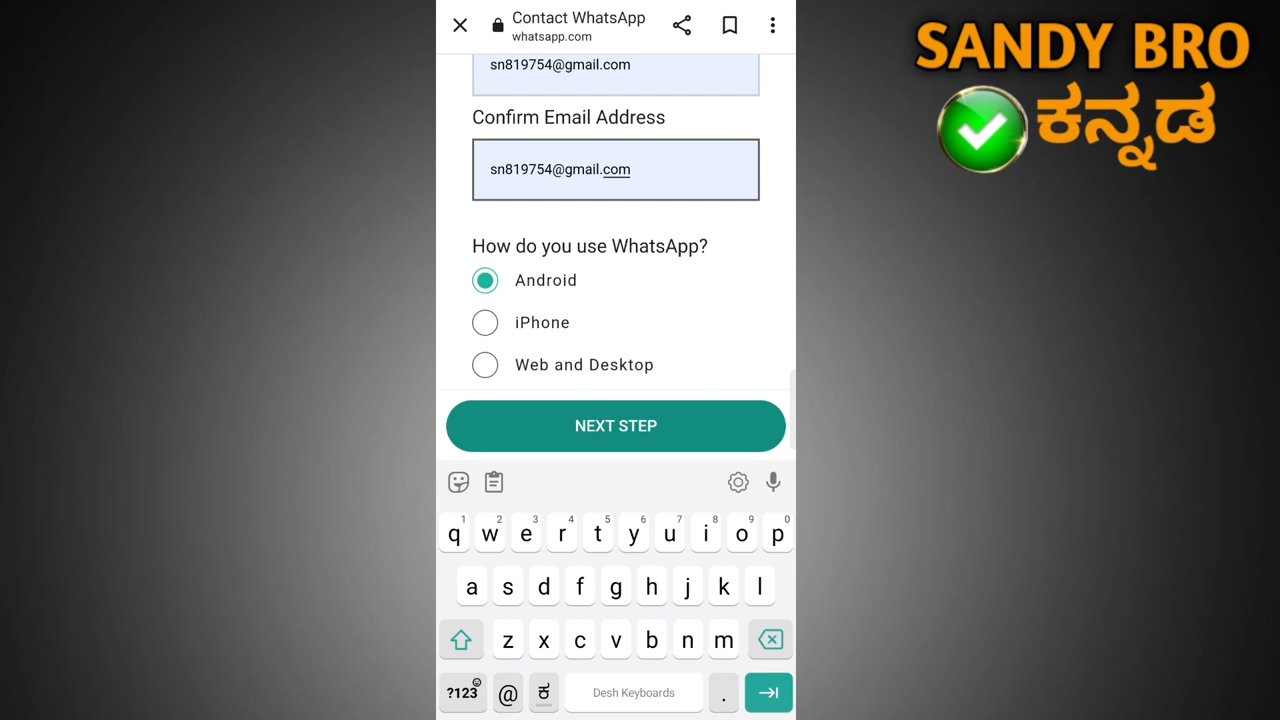 Contact WhatsApp
whatsapp.com
SANDY BRO
ಕನ್ನಡ
sn819754@gmail.com
Confirm Email Address
sn819754@gmail.com
How do you use WhatsApp?
Android
iPhone
Web and Desktop
NEXT STEP
1 2 3 4 5 6 7 8 9 0
q w e r t y u i o p
a s d f g h j k l
z x c v b n m
?123 @ ಕ Desh Keyboards .